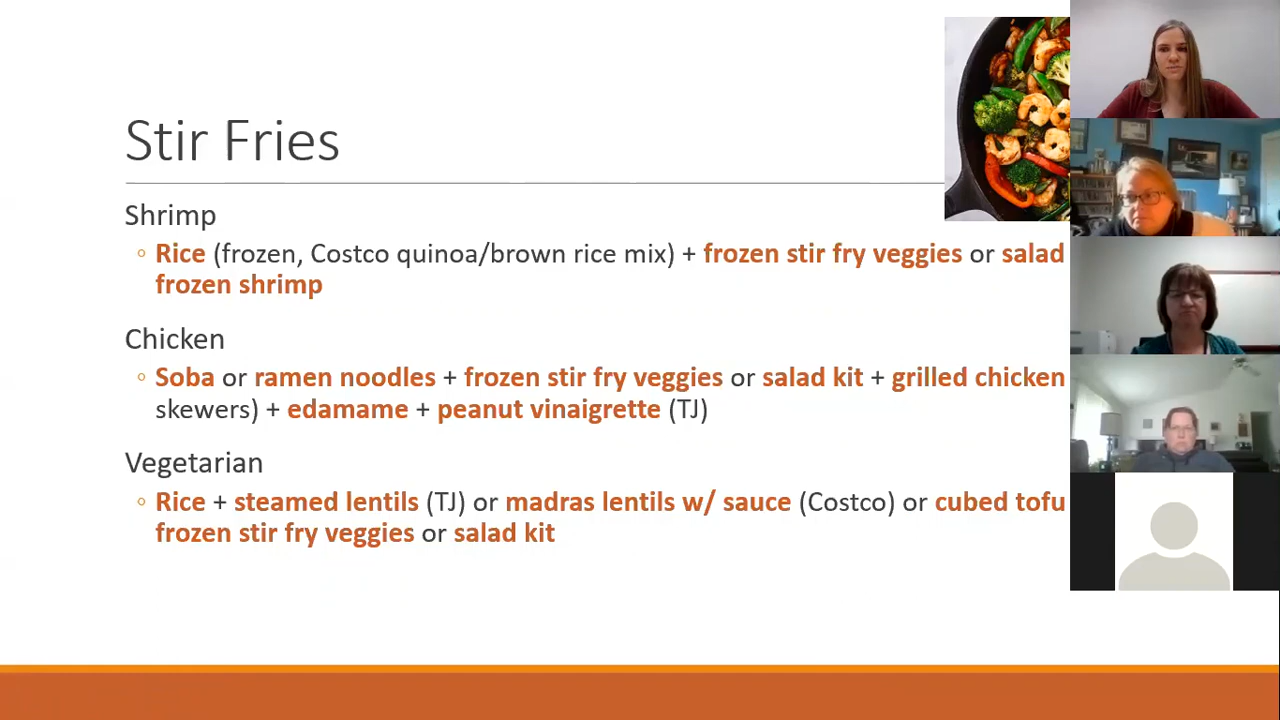 Stir Fries
Shrimp
◦ Rice (frozen, Costco quinoa/brown rice mix) + frozen stir fry veggies or salad
frozen shrimp
Chicken
◦ Soba or ramen noodles + frozen stir fry veggies or salad kit + grilled chicken
skewers) + edamame + peanut vinaigrette (TJ)
Vegetarian
◦ Rice + steamed lentils (TJ) or madras lentils w/ sauce (Costco) or cubed tofu
frozen stir fry veggies or salad kit